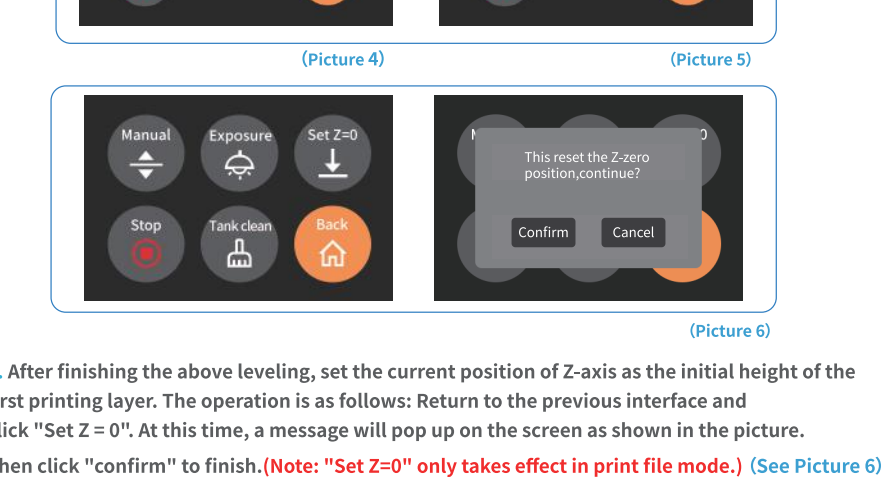 (Picture 4)
(Picture 5)
Manual
Exposure
Set Z=0
Stop
Tank clean
Back
This reset the Z-zero
position,continue?
Confirm
Cancel
(Picture 6)
. After finishing the above leveling, set the current position of Z-axis as the initial height of the
rst printing layer. The operation is as follows: Return to the previous interface and
lick "Set Z = 0". At this time, a message will pop up on the screen as shown in the picture.
hen click "confirm" to finish.(Note: "Set Z=0" only takes effect in print file mode.) (See Picture 6)